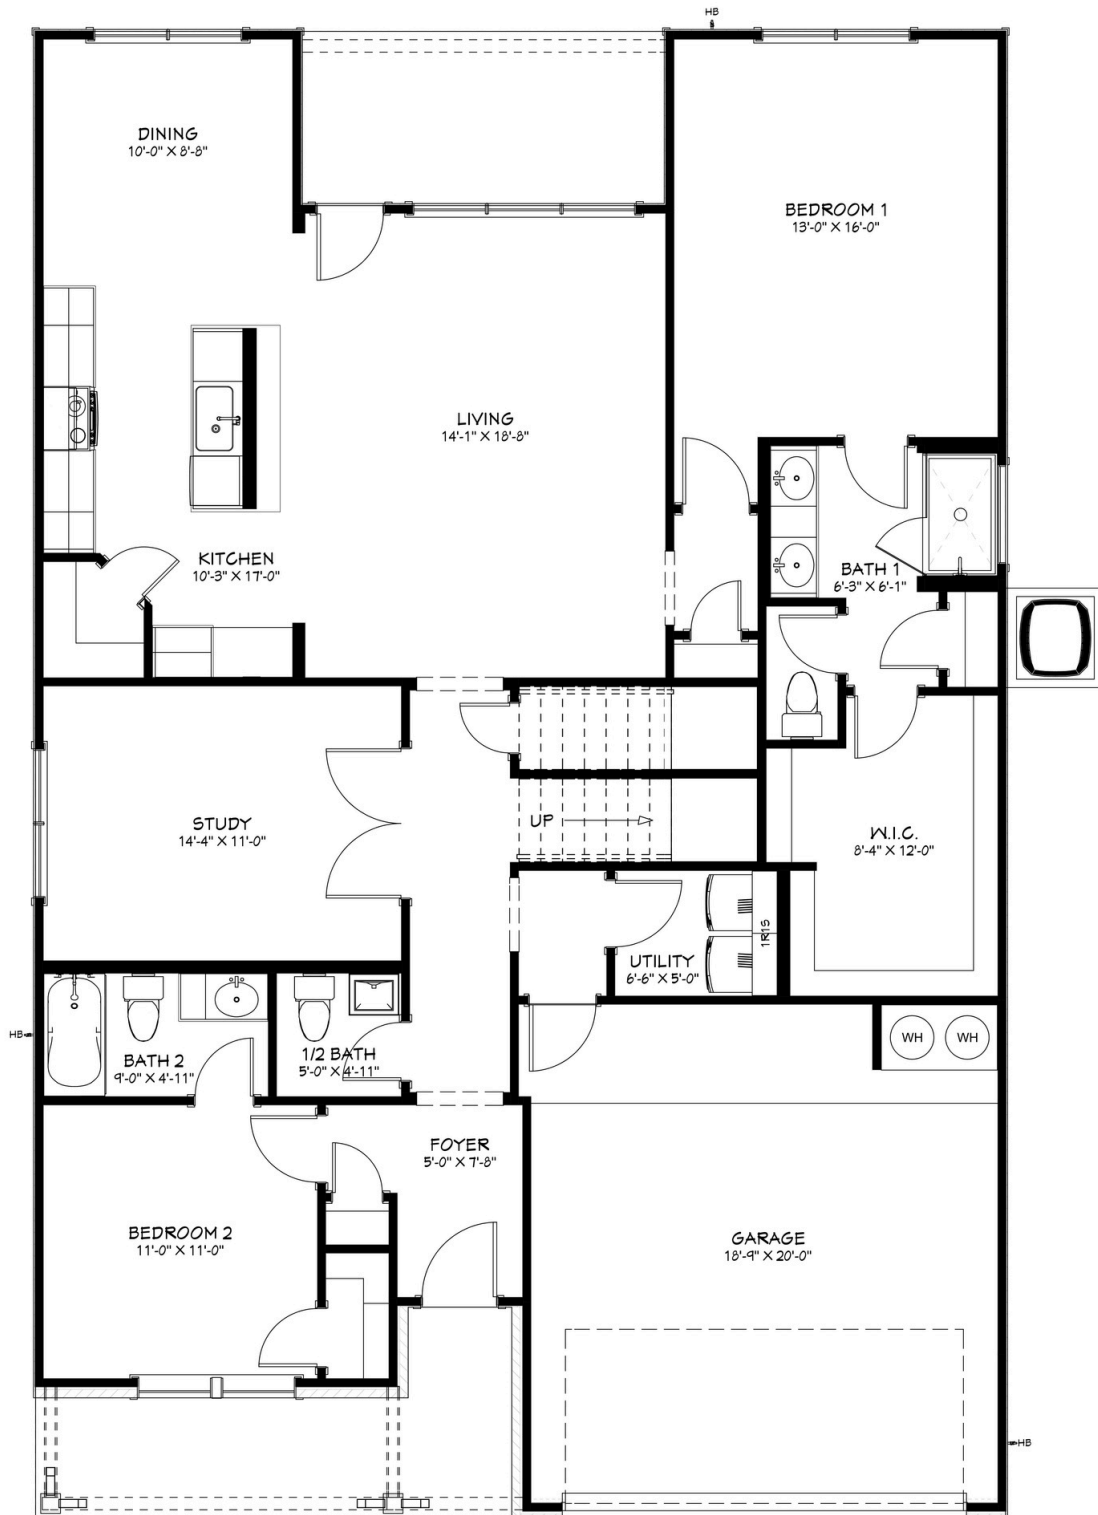 HB
DINING
10'-0" X 8'-8"
BEDROOM 1
13'-0" X 16'-0"
LIVING
14'-1" X 18'-8"
KITCHEN
10'-3" X 17'-0"
BATH 1
6'-3" X 6'-1"
STUDY
14'-4" X 11'-0"
UP
W.I.C.
8'-4" X 12'-0"
1R1S
UTILITY
6'-6" X 5'-0"
HB
BATH 2
9'-0" X 4'-11"
1/2 BATH
5'-0" X 4'-11"
WH
WH
FOYER
5'-0" X 7'-8"
BEDROOM 2
11'-0" X 11'-0"
GARAGE
18'-9" X 20'-0"
HB